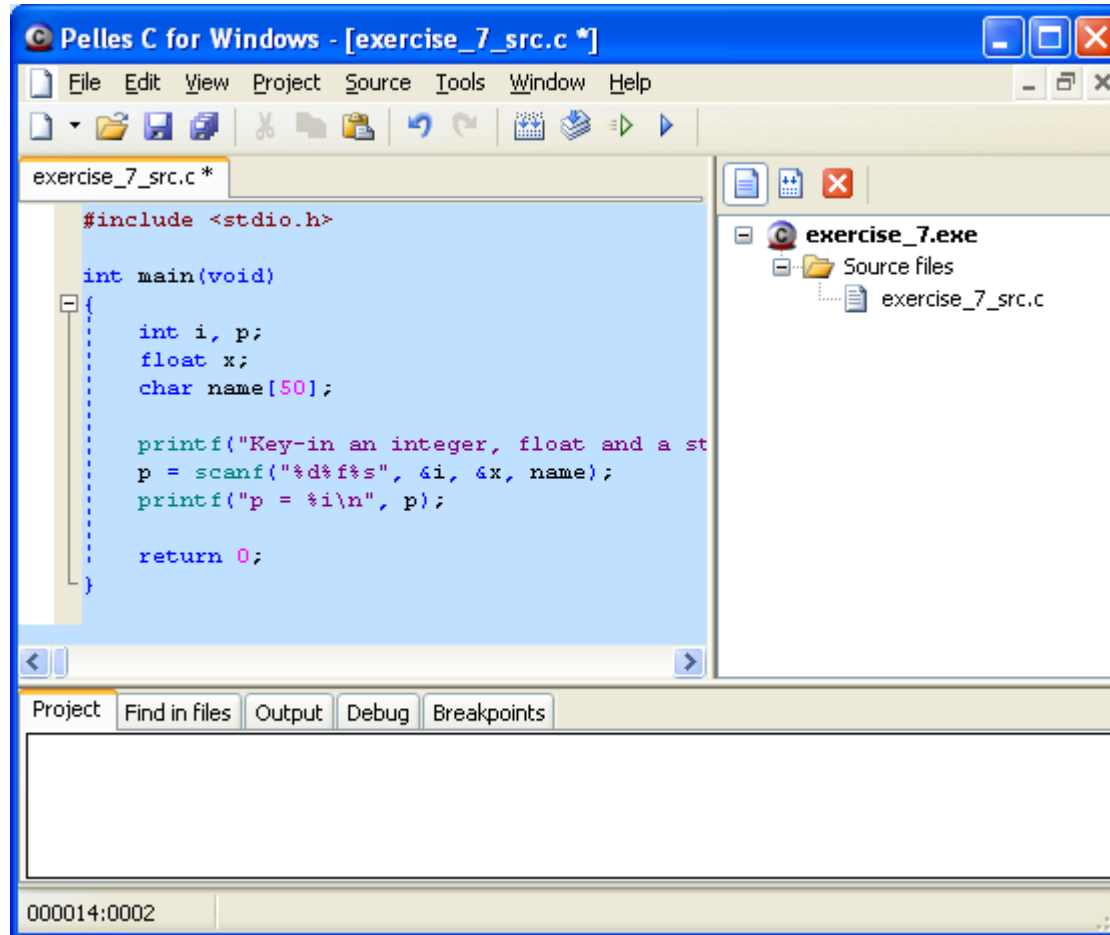 Pelles C for Windows - [exercise_7_src.c *]
File Edit View Project Source Tools Window Help
exercise_7_src.c *
#include <stdio.h>
int main(void)
{
int i, p;
float x;
char name[50];
printf("Key-in an integer, float and a st
p = scanf("%d%f%s", &i, &x, name);
printf("p = %i\n", p);
return 0;
}
exercise_7.exe
Source files
exercise_7_src.c
Project Find in files Output Debug Breakpoints
000014:0002